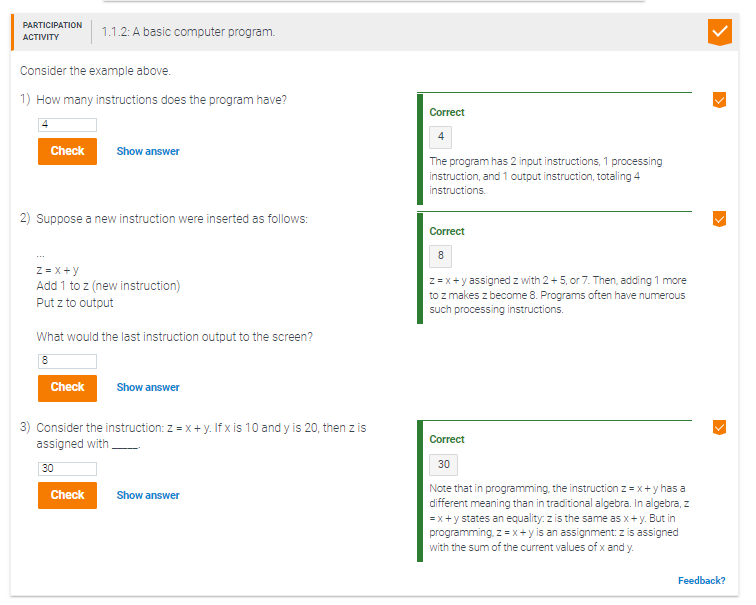 PARTICIPATION
ACTIVITY
1.1.2: A basic computer program.
Consider the example above.
1) How many instructions does the program have?
4
Check
Show answer
Correct
4
The program has 2 input instructions, 1 processing
instruction, and 1 output instruction, totaling 4
instructions.
2) Suppose a new instruction were inserted as follows:
...
z = x + y
Add 1 to z (new instruction)
Put z to output
What would the last instruction output to the screen?
8
Check
Show answer
Correct
8
z = x + y assigned z with 2 + 5, or 7. Then, adding 1 more
to z makes z become 8. Programs often have numerous
such processing instructions.
3) Consider the instruction: z = x + y. If x is 10 and y is 20, then z is
assigned with _____.
30
Check
Show answer
Correct
30
Note that in programming, the instruction z = x + y has a
different meaning than in traditional algebra. In algebra, z
= x + y states an equality: z is the same as x + y. But in
programming, z = x + y is an assignment: z is assigned
with the sum of the current values of x and y.
Feedback?